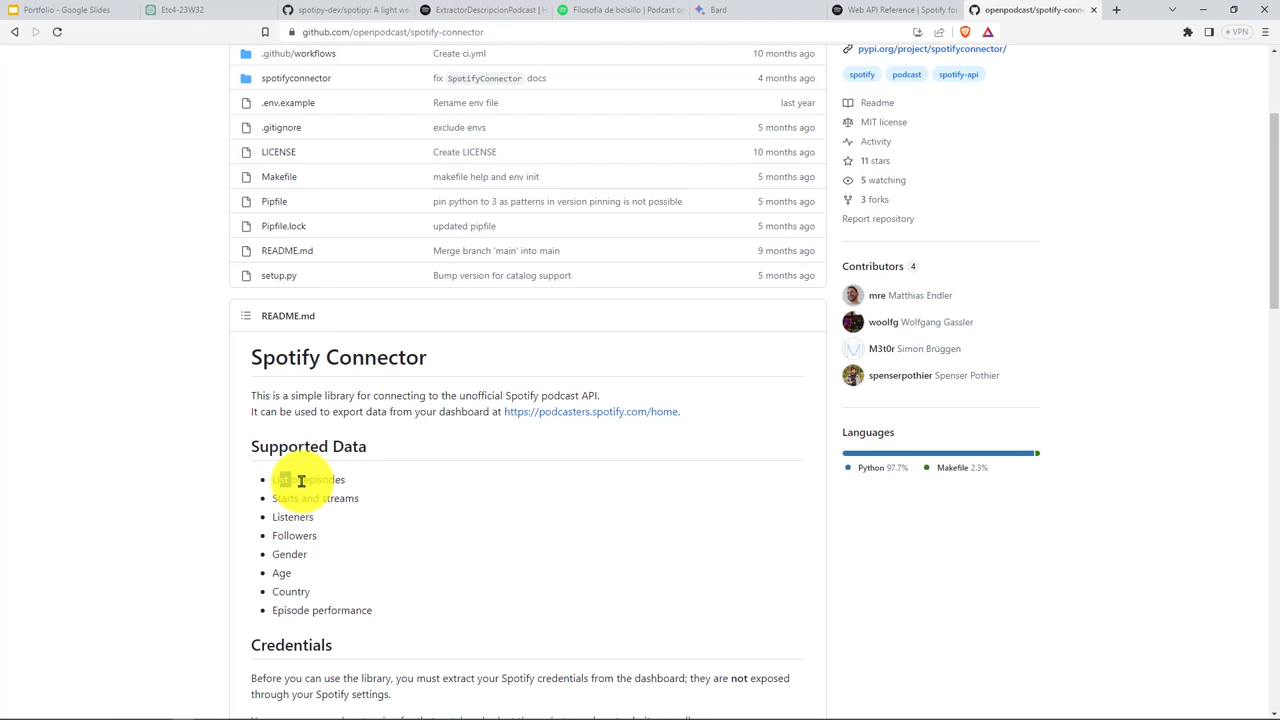 Portfolio - Google Slides
Etc4-23W32
spotipy-dev/spotipy: A light we
ExtractorDescripcionPodcast | H
Filosofía de bolsillo | Podcast on
Bard
Web API Reference | Spotify for
openpodcast/spotify-conn
github.com/openpodcast/spotify-connector
VPN
.github/workflows Create ci.yml 10 months ago
spotifyconnector fix SpotifyConnector docs 4 months ago
.env.example Rename env file last year
.gitignore exclude envs 5 months ago
LICENSE Create LICENSE 10 months ago
Makefile makefile help and env init 5 months ago
Pipfile pin python to 3 as patterns in version pinning is not possible 5 months ago
Pipfile.lock updated pipfile 5 months ago
README.md Merge branch 'main' into main 9 months ago
setup.py Bump version for catalog support 5 months ago
README.md
Spotify Connector
This is a simple library for connecting to the unofficial Spotify podcast API.
It can be used to export data from your dashboard at https://podcasters.spotify.com/home.
Supported Data
List of episodes
Starts and streams
Listeners
Followers
Gender
Age
Country
Episode performance
Credentials
Before you can use the library, you must extract your Spotify credentials from the dashboard; they are not exposed
through your Spotify settings.
pypi.org/project/spotifyconnector/
spotify podcast spotify-api
Readme
MIT license
Activity
11 stars
5 watching
3 forks
Report repository
Contributors 4
mre Matthias Endler
woolfg Wolfgang Gassler
M3t0r Simon Brüggen
spenserpothier Spenser Pothier
Languages
Python 97.7% Makefile 2.3%